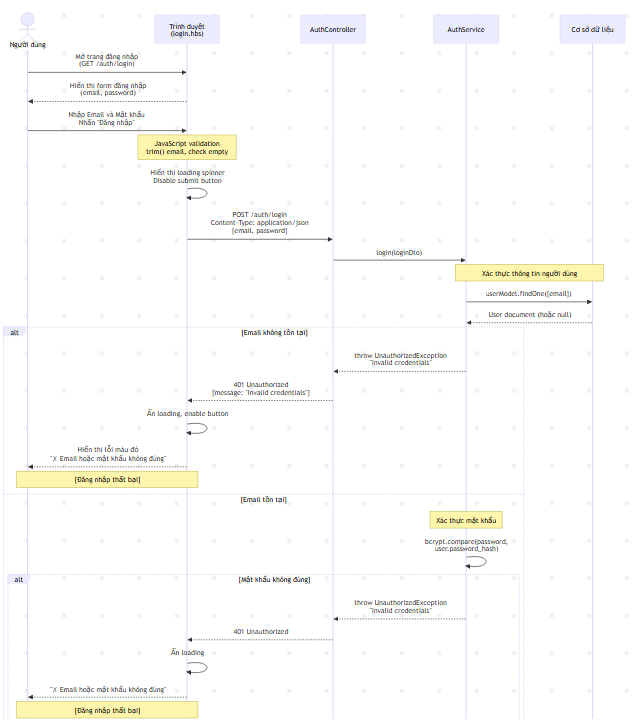 Người dùng
Trình duyệt
(login.hbs)
AuthController
AuthService
Cơ sở dữ liệu
Mở trang đăng nhập
(GET /auth/login)
Hiển thị form đăng nhập
(email, password)
Nhập Email và Mật khẩu
Nhấn "Đăng nhập"
JavaScript validation
trim() email, check empty
Hiển thị loading spinner
Disable submit button
POST /auth/login
Content-Type: application/json
[email, password]
login(loginDto)
Xác thực thông tin người dùng
userModel.findOne([email])
User document (hoặc null)
alt
[Email không tồn tại]
throw UnauthorizedException
"Invalid credentials"
401 Unauthorized
[message: "Invalid credentials"]
Ẩn loading, enable button
Hiển thị lỗi màu đỏ
"✗ Email hoặc mật khẩu không đúng"
[Đăng nhập thất bại]
[Email tồn tại]
Xác thực mật khẩu
bcrypt.compare(password,
user.password_hash)
alt
[Mật khẩu không đúng]
throw UnauthorizedException
"Invalid credentials"
401 Unauthorized
Ẩn loading
"✗ Email hoặc mật khẩu không đúng"
[Đăng nhập thất bại]